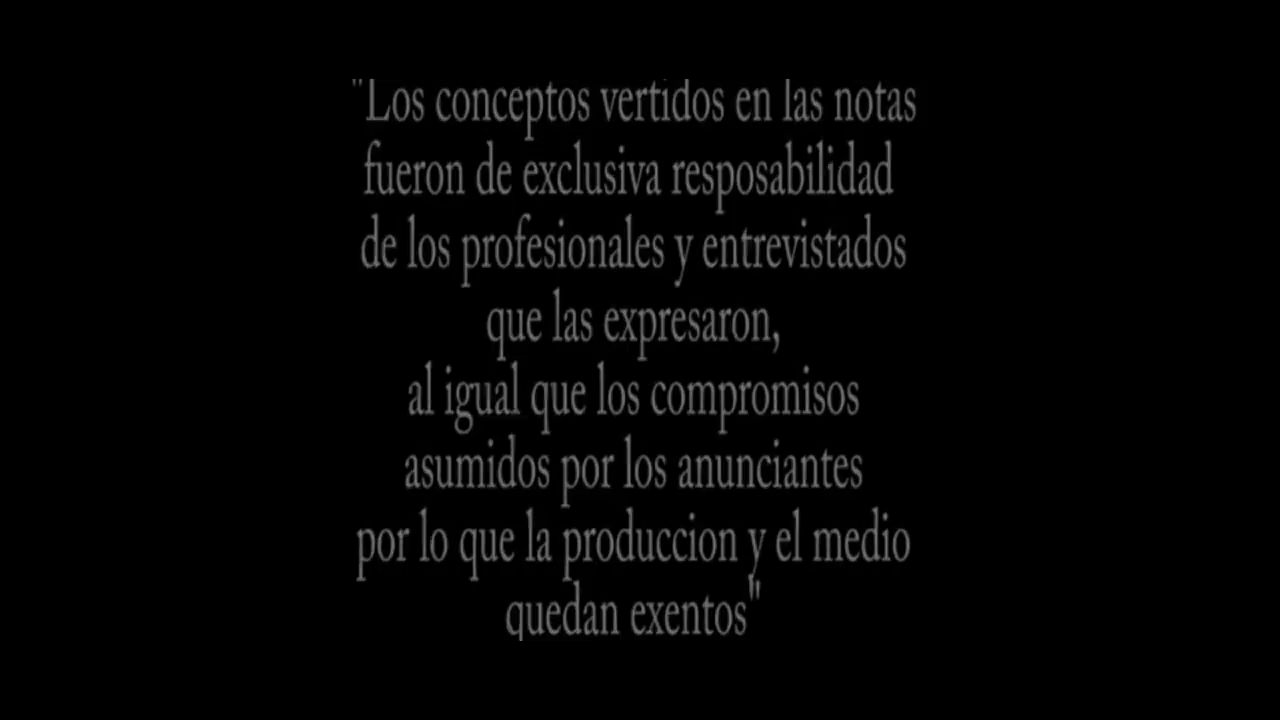 "Los conceptos vertidos en las notas
fueron de exclusiva resposabilidad
de los profesionales y entrevistados
que las expresaron,
al igual que los compromisos
asumidos por los anunciantes
por lo que la produccion y el medio
quedan exentos"